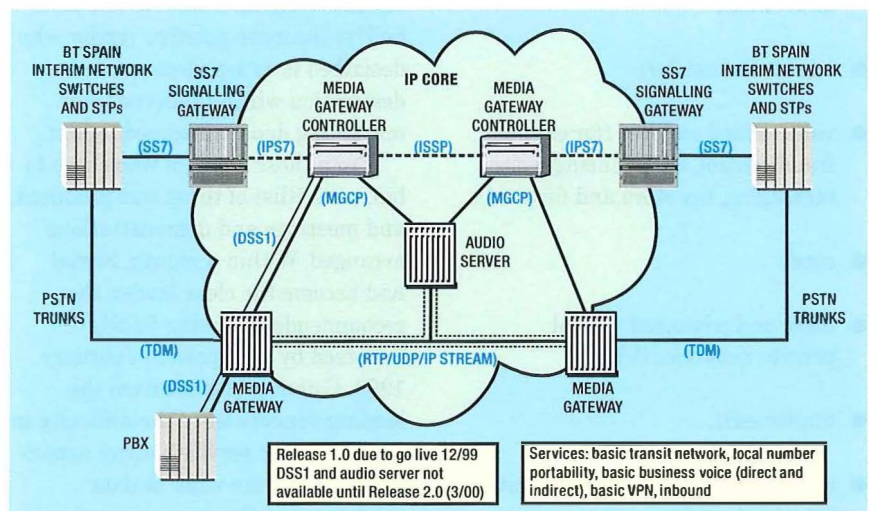 IP CORE
BT SPAIN
INTERIM NETWORK
SWITCHES
AND STPs
SS7
SIGNALLING
GATEWAY
MEDIA
GATEWAY
CONTROLLER
MEDIA
GATEWAY
CONTROLLER
SS7
SIGNALLING
GATEWAY
BT SPAIN
INTERIM NETWORK
SWITCHES
AND STPs
(SS7)
(IPS7)
(ISSP)
(IPS7)
(SS7)
(MGCP)
(MGCP)
(DSS1)
AUDIO
SERVER
PSTN
TRUNKS
PSTN
TRUNKS
(TDM)
(RTP/UDP/IP STREAM)
(TDM)
(DSS1)
MEDIA
GATEWAY
MEDIA
GATEWAY
PBX
Release 1.0 due to go live 12/99
DSS1 and audio server not
available until Release 2.0 (3/00)
Services: basic transit network, local number
portability, basic business voice (direct and
indirect), basic VPN, inbound